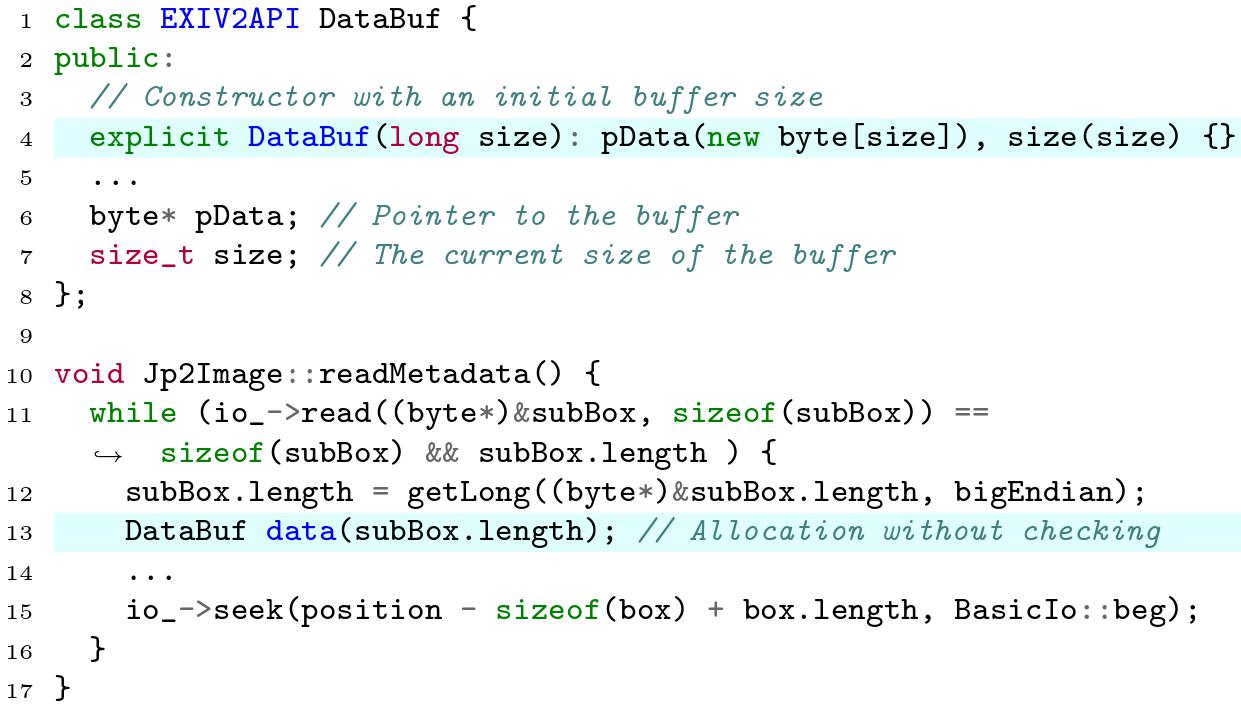 1 class EXIV2API DataBuf {
2 public:
3   // Constructor with an initial buffer size
4   explicit DataBuf(long size): pData(new byte[size]), size(size) {}
5   ...
6   byte* pData; // Pointer to the buffer
7   size_t size; // The current size of the buffer
8 };
9
10 void Jp2Image::readMetadata() {
11   while (io_->read((byte*)&subBox, sizeof(subBox)) ==
↪   sizeof(subBox) && subBox.length ) {
12     subBox.length = getLong((byte*)&subBox.length, bigEndian);
13     DataBuf data(subBox.length); // Allocation without checking
14     ...
15     io_->seek(position - sizeof(box) + box.length, BasicIo::beg);
16   }
17 }